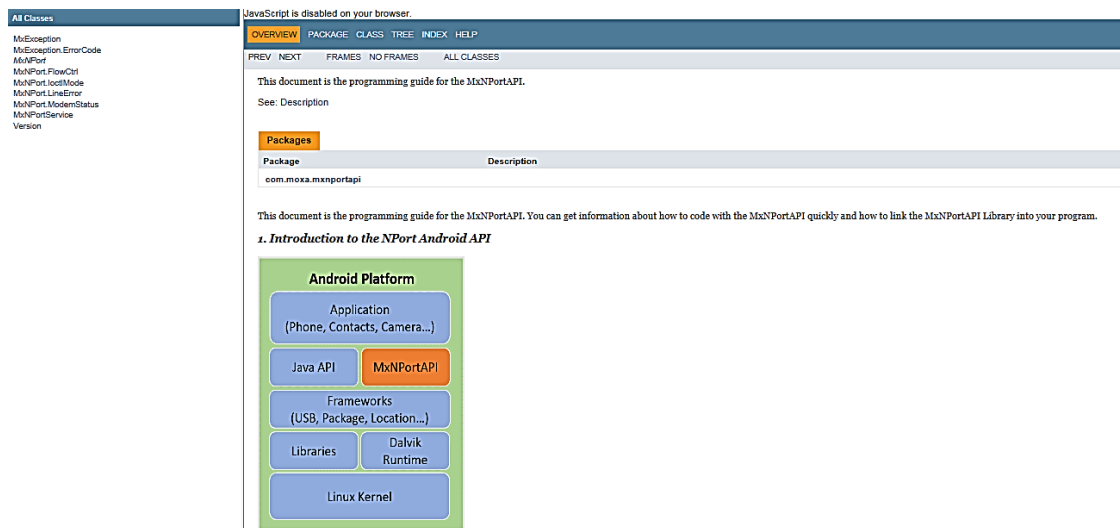 All Classes
MxException
MxException.ErrorCode
MxNPort
MxNPort.FlowCtrl
MxNPort.IoctlMode
MxNPort.LineError
MxNPort.ModemStatus
MxNPortService
Version
JavaScript is disabled on your browser.
OVERVIEW PACKAGE CLASS TREE INDEX HELP
PREV NEXT FRAMES NO FRAMES ALL CLASSES
This document is the programming guide for the MxNPortAPI.
See: Description
Packages
Package Description
com.moxa.mxnportapi
This document is the programming guide for the MxNPortAPI. You can get information about how to code with the MxNPortAPI quickly and how to link the MxNPortAPI Library into your program.
1. Introduction to the NPort Android API
Android Platform
Application
(Phone, Contacts, Camera...)
Java API MxNPortAPI
Frameworks
(USB, Package, Location...)
Libraries Dalvik
Runtime
Linux Kernel